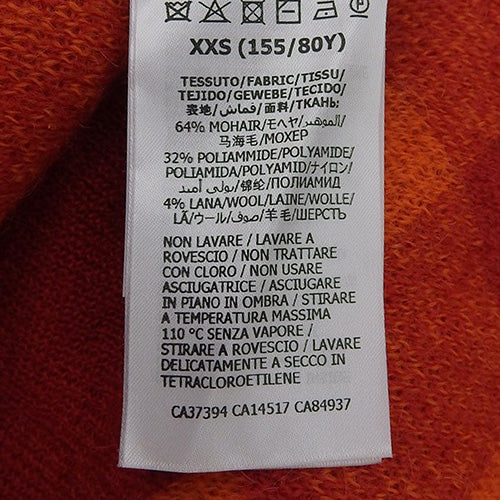 XXS (155/80Y)
TESSUTO/FABRIC/TISSU/
TEJIDO/GEWEBE/TECIDO/
表地/قماش/面料/ТКАНЬ:
64% MOHAIR/モヘヤ/الموهير/
马海毛/МОХЕР
32% POLIAMMIDE/POLYAMIDE/
POLIAMIDA/POLYAMID/ナイロン/
بولي أميد/锦纶/ПОЛИАМИД
4% LANA/WOOL/LAINE/WOLLE/
LÃ/ウール/صوف/羊毛/ШЕРСТЬ
NON LAVARE / LAVARE A
ROVESCIO / NON TRATTARE
CON CLORO / NON USARE
ASCIUGATRICE / ASCIUGARE
IN PIANO IN OMBRA / STIRARE
A TEMPERATURA MASSIMA
110 °C SENZA VAPORE /
STIRARE A ROVESCIO / LAVARE
DELICATAMENTE A SECCO IN
TETRACLOROETILENE
CA37394 CA14517 CA84937